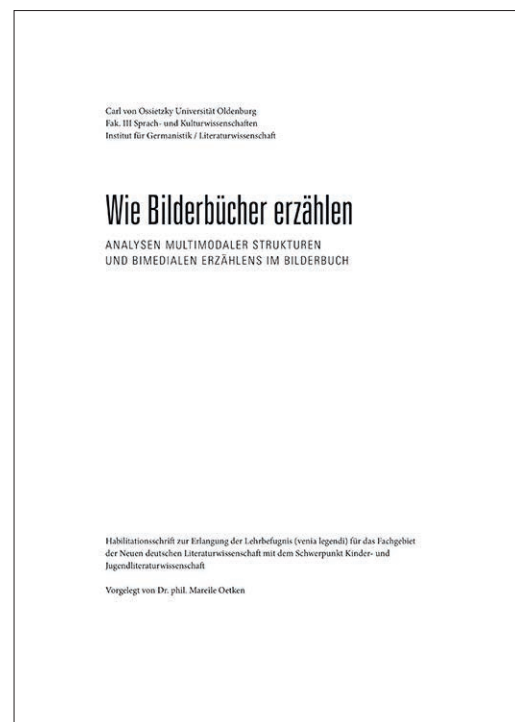 Carl von Ossietzky Universität Oldenburg
Fak. III Sprach- und Kulturwissenschaften
Institut für Germanistik / Literaturwissenschaft
Wie Bilderbücher erzählen
ANALYSEN MULTIMODALER STRUKTUREN
UND BIMEDIALEN ERZÄHLENS IM BILDERBUCH
Habilitationsschrift zur Erlangung der Lehrbefugnis (venia legendi) für das Fachgebiet
der Neuen deutschen Literaturwissenschaft mit dem Schwerpunkt Kinder- und
Jugendliteraturwissenschaft
Vorgelegt von Dr. phil. Mareile Oetken